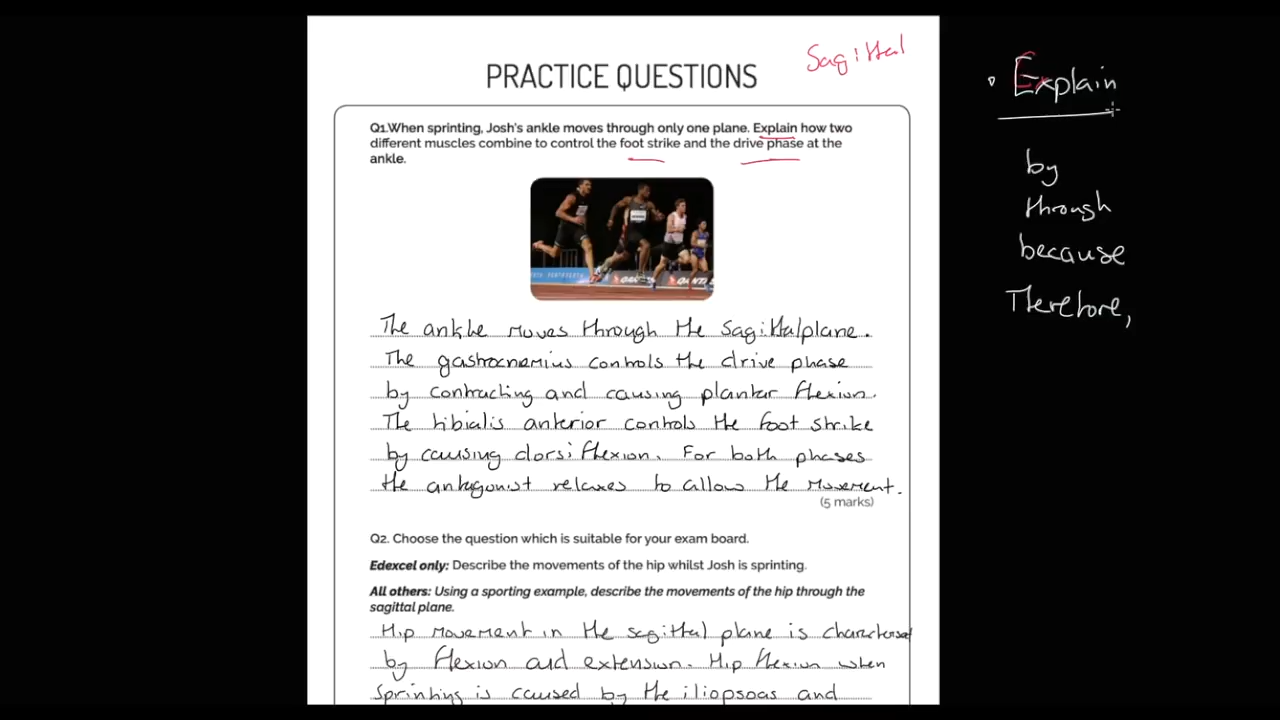 Sagittal
PRACTICE QUESTIONS
Q1.When sprinting, Josh's ankle moves through only one plane. Explain how two
different muscles combine to control the foot strike and the drive phase at the
ankle.
The ankle moves through the sagittal plane.
The gastrocnemius controls the drive phase
by contracting and causing plantar flexion.
The tibialis anterior controls the foot strike
by causing dorsi flexion. For both phases
the antagonist relaxes to allow the movement.
(5 marks)
Q2. Choose the question which is suitable for your exam board.
Edexcel only: Describe the movements of the hip whilst Josh is sprinting.
All others: Using a sporting example, describe the movements of the hip through the
sagittal plane.
Hip movement in the sagittal plane is characterised
by flexion and extension. Hip flexion when
sprinting is caused by the iliopsoas and
Explain
by
through
because
Therefore,